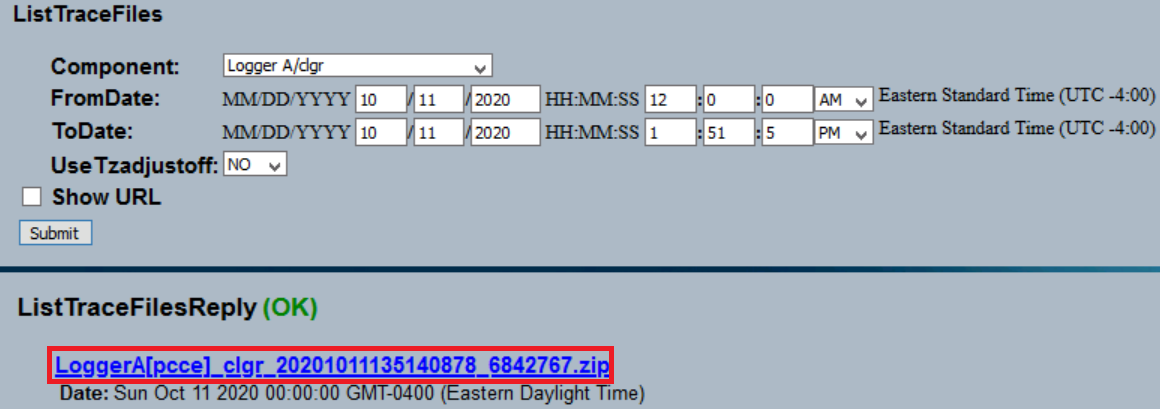 ListTraceFiles
Component: Logger A/clgr
FromDate: MM/DD/YYYY 10 / 11 / 2020 HH:MM:SS 12 : 0 : 0 AM Eastern Standard Time (UTC -4:00)
ToDate: MM/DD/YYYY 10 / 11 / 2020 HH:MM:SS 1 : 51 : 5 PM Eastern Standard Time (UTC -4:00)
UseTzadjustoff: NO
Show URL
Submit
ListTraceFilesReply (OK)
LoggerA[pcce]_clgr_20201011135140878_6842767.zip
Date: Sun Oct 11 2020 00:00:00 GMT-0400 (Eastern Daylight Time)